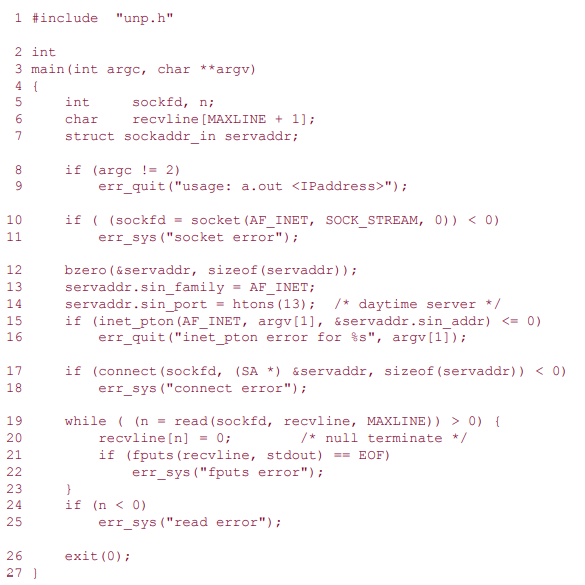 1 #include  "unp.h"
2 int
3 main(int argc, char **argv)
4 {
5     int     sockfd, n;
6     char    recvline[MAXLINE + 1];
7     struct sockaddr_in servaddr;
8     if (argc != 2)
9         err_quit("usage: a.out <IPaddress>");
10     if ( (sockfd = socket(AF_INET, SOCK_STREAM, 0)) < 0)
11         err_sys("socket error");
12     bzero(&servaddr, sizeof(servaddr));
13     servaddr.sin_family = AF_INET;
14     servaddr.sin_port = htons(13);  /* daytime server */
15     if (inet_pton(AF_INET, argv[1], &servaddr.sin_addr) <= 0)
16         err_quit("inet_pton error for %s", argv[1]);
17     if (connect(sockfd, (SA *) &servaddr, sizeof(servaddr)) < 0)
18         err_sys("connect error");
19     while ( (n = read(sockfd, recvline, MAXLINE)) > 0) {
20         recvline[n] = 0;        /* null terminate */
21         if (fputs(recvline, stdout) == EOF)
22             err_sys("fputs error");
23     }
24     if (n < 0)
25         err_sys("read error");
26     exit(0);
27 }